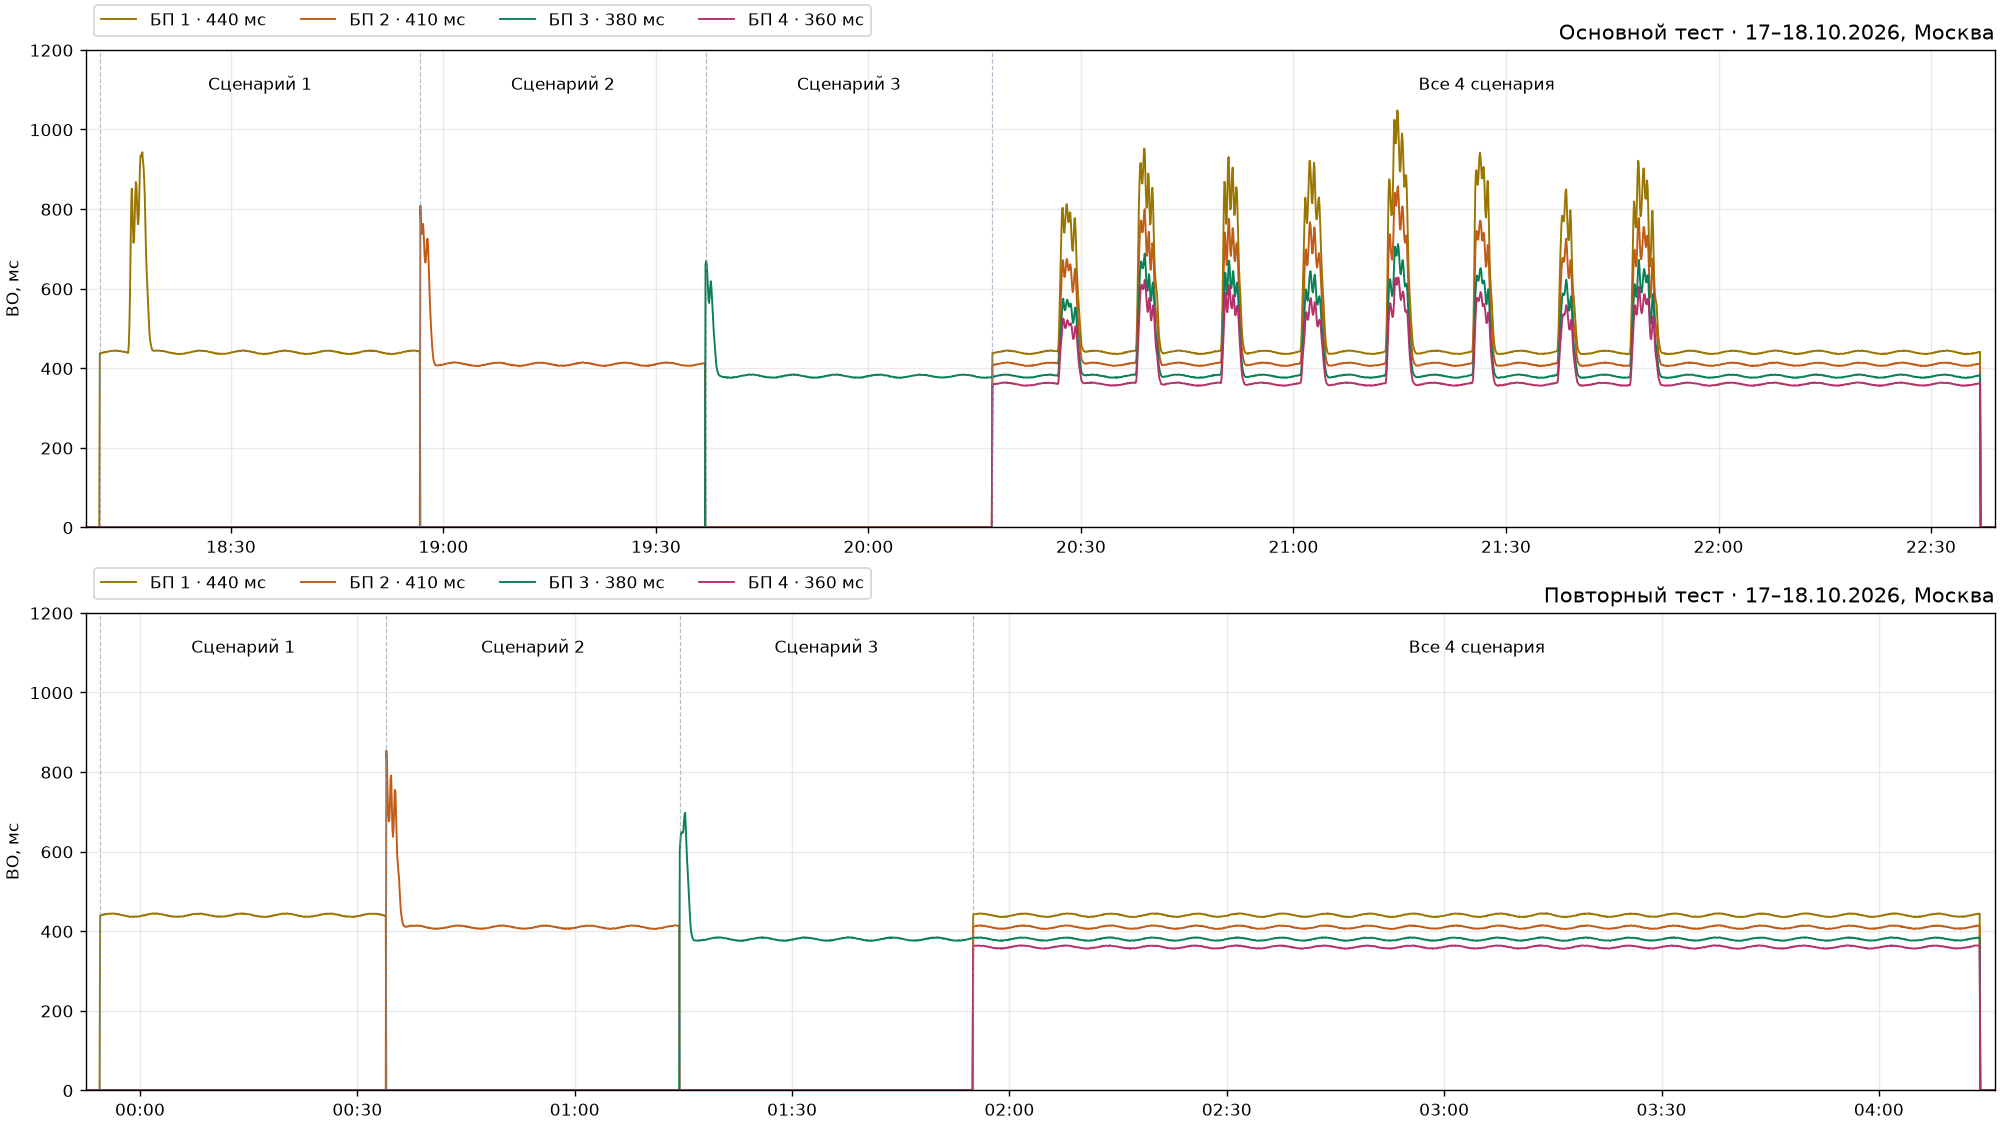 БП 1 · 440 мс БП 2 · 410 мс БП 3 · 380 мс БП 4 · 360 мс
Основной тест · 17–18.10.2026, Москва
Сценарий 1 Сценарий 2 Сценарий 3 Все 4 сценария
ВО, мс
1200
1000
800
600
400
200
0
18:30 19:00 19:30 20:00 20:30 21:00 21:30 22:00 22:30
БП 1 · 440 мс БП 2 · 410 мс БП 3 · 380 мс БП 4 · 360 мс
Повторный тест · 17–18.10.2026, Москва
Сценарий 1 Сценарий 2 Сценарий 3 Все 4 сценария
ВО, мс
1200
1000
800
600
400
200
0
00:00 00:30 01:00 01:30 02:00 02:30 03:00 03:30 04:00